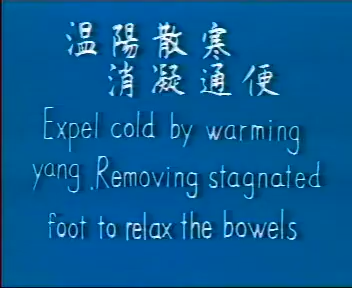 温陽散寒
消凝通便
Expel cold by warming
yang .Removing stagnated
foot to relax the bowels